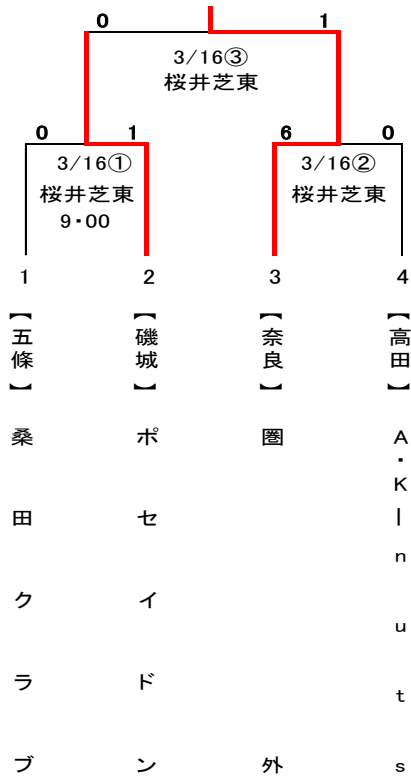 0 1
3/16③
桜井芝東
0 1 6 0
3/16① 3/16②
桜井芝東 桜井芝東
9・00
1 2 3 4
【五條】桑田クラブ
【磯城】ポセイドン
【奈良】圏外
【高田】A・K－nuts